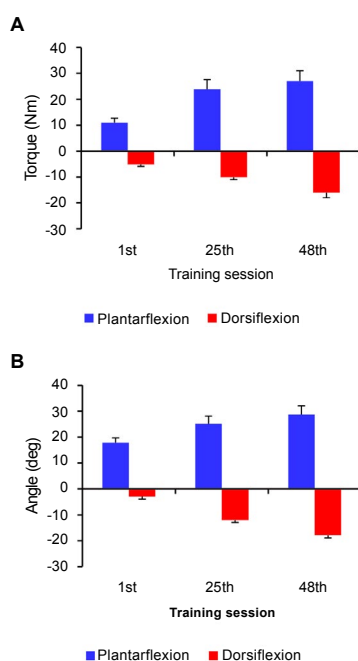 A
40
30
20
10
0
-10
-20
-30
Torque (Nm)
1st 25th 48th
Training session
Plantarflexion Dorsiflexion
B
40
30
20
10
0
-10
-20
-30
Angle (deg)
1st 25th 48th
Training session
Plantarflexion Dorsiflexion